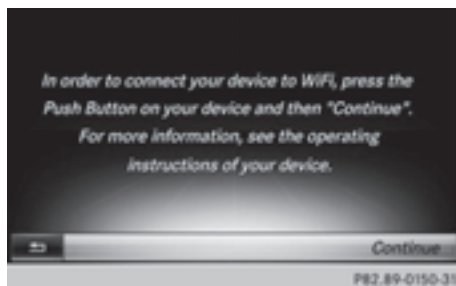 In order to connect your device to WiFi, press the
Push Button on your device and then "Continue".
For more information, see the operating
instructions of your device.
Continue
P82.89-0150-31